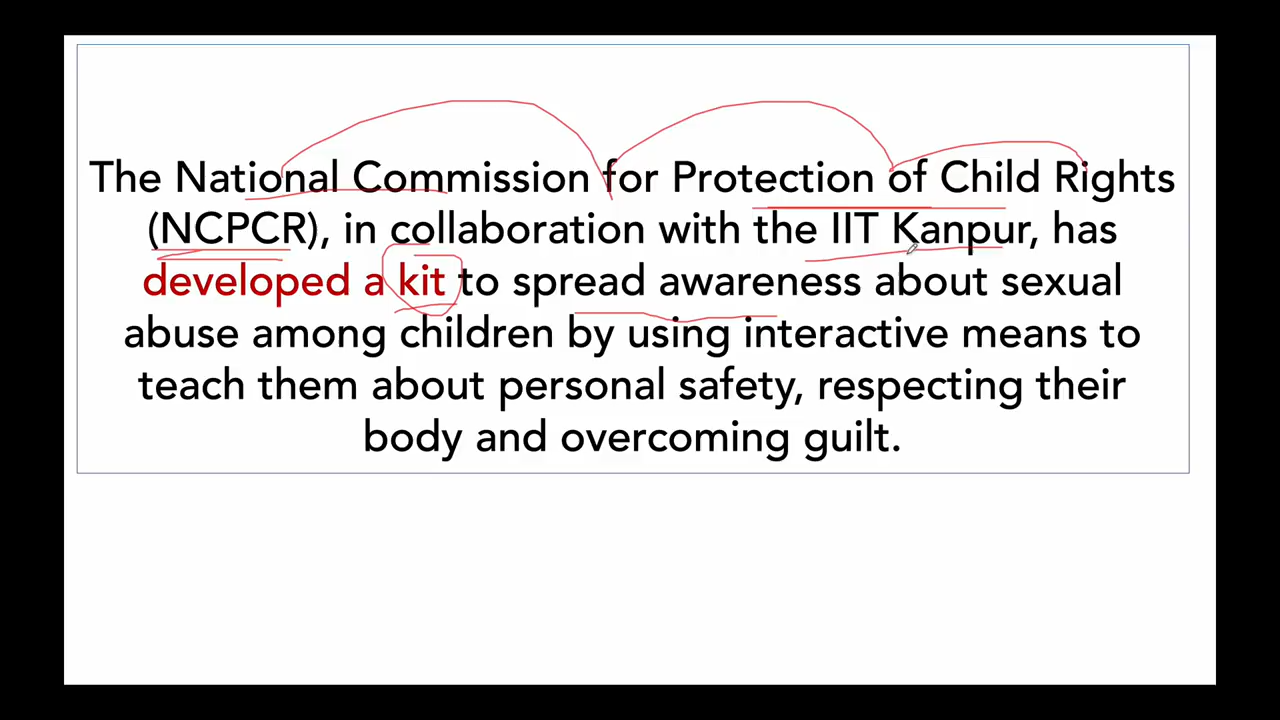 The National Commission for Protection of Child Rights
(NCPCR), in collaboration with the IIT Kanpur, has
developed a kit to spread awareness about sexual
abuse among children by using interactive means to
teach them about personal safety, respecting their
body and overcoming guilt.